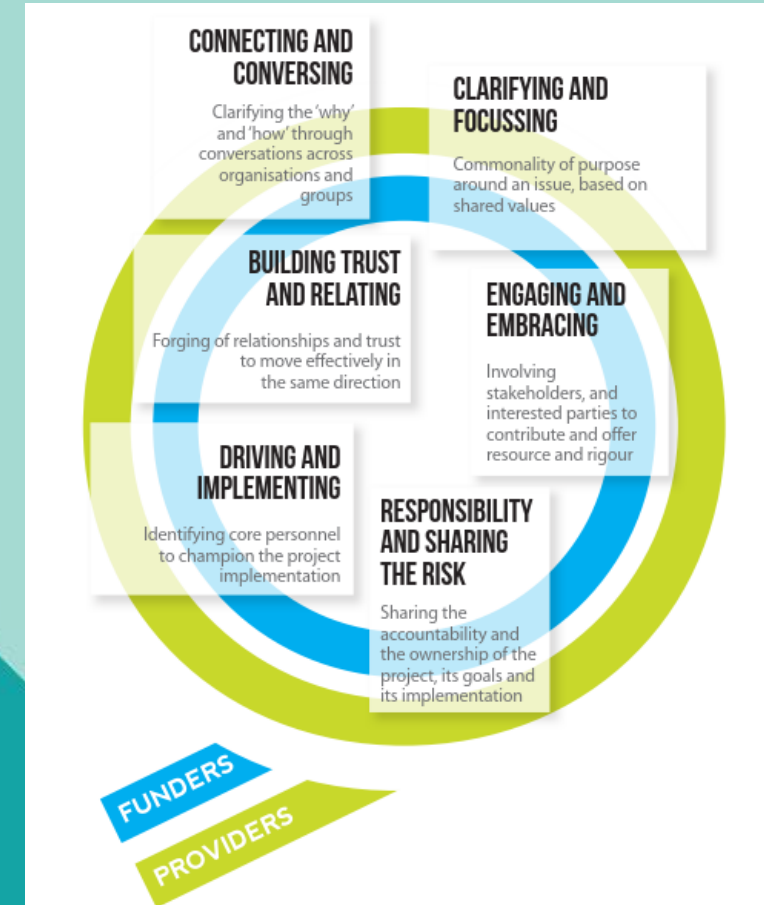 CONNECTING AND
CONVERSING
Clarifying the ‘why’
and ‘how’ through
conversations across
organisations and
groups
CLARIFYING AND
FOCUSSING
Commonality of purpose
around an issue, based on
shared values
BUILDING TRUST
AND RELATING
Forging of relationships and trust
to move effectively in
the same direction
ENGAGING AND
EMBRACING
Involving
stakeholders, and
interested parties to
contribute and offer
resource and rigour
DRIVING AND
IMPLEMENTING
Identifying core personnel
to champion the project
implementation
RESPONSIBILITY
AND SHARING
THE RISK
Sharing the
accountability and
the ownership of the
project, its goals and
its implementation
FUNDERS
PROVIDERS